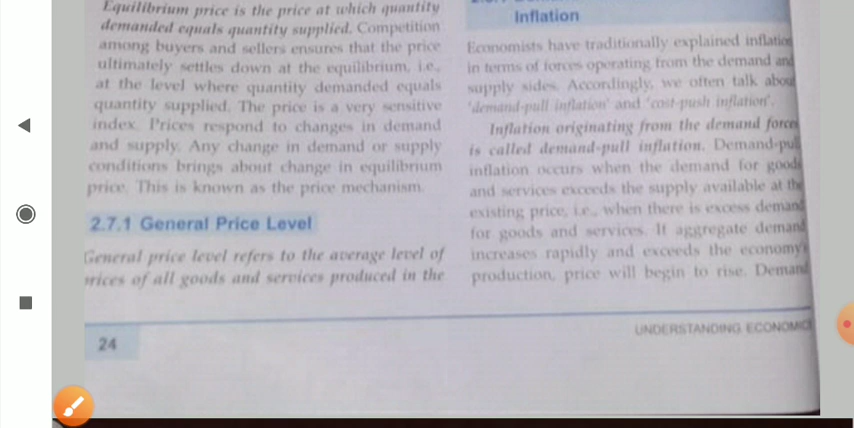 Equilibrium price is the price at which quantity
demanded equals quantity supplied. Competition
among buyers and sellers ensures that the price
ultimately settles down at the equilibrium, i.e.,
at the level where quantity demanded equals
quantity supplied. The price is a very sensitive
index. Prices respond to changes in demand
and supply. Any change in demand or supply
conditions brings about change in equilibrium
price. This is known as the price mechanism.
2.7.1 General Price Level
General price level refers to the average level of
prices of all goods and services produced in the
Inflation
Economists have traditionally explained inflation
in terms of forces operating from the demand and
supply sides. Accordingly, we often talk about
'demand-pull inflation' and 'cost-push inflation'.
Inflation originating from the demand forces
is called demand-pull inflation. Demand-pull
inflation occurs when the demand for goods
and services exceeds the supply available at the
existing price, i.e., when there is excess demand
for goods and services. If aggregate demand
increases rapidly and exceeds the economy's
production, price will begin to rise. Demand
24
UNDERSTANDING ECONOMIC